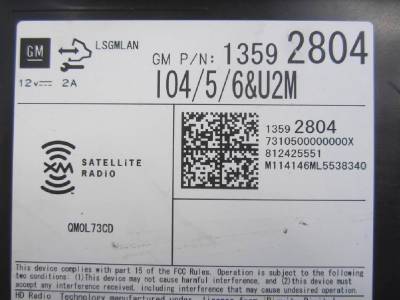 GM
LSGMLAN
GM P/N: 1359 2804
12V 2A
IO4/5/6&U2M
XM SATELLITE
RADIO
1359 2804
7310500000000X
812425551
M114146ML5538340
QMOL73CD
This device complies with part 15 of the FCC Rules. Operation is subject to the following
two conditions: (1)This device may not cause harmful interference, and (2)this device must
accept any interference received, including interference that may cause undesired operation
HD Radio Technology